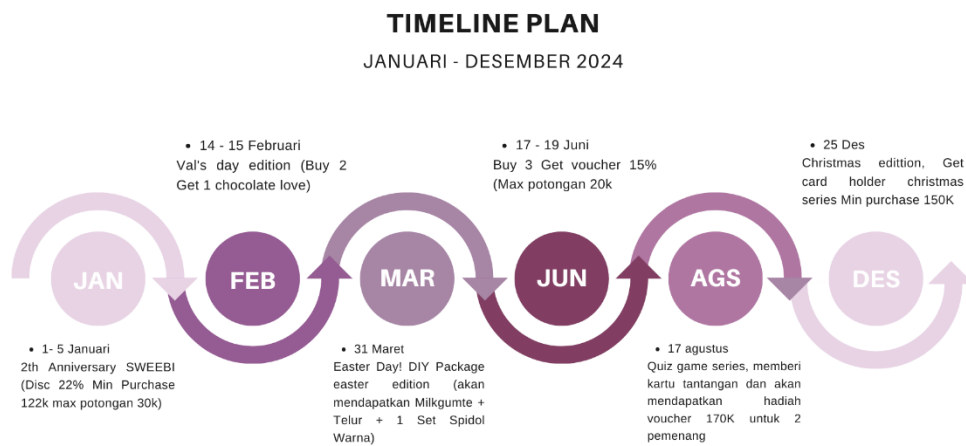 TIMELINE PLAN
JANUARI - DESEMBER 2024
• 14 - 15 Februari
Val's day edition (Buy 2
Get 1 chocolate love)
• 17 - 19 Juni
Buy 3 Get voucher 15%
(Max potongan 20k
• 25 Des
Christmas edittion, Get
card holder christmas
series Min purchase 150K
JAN
FEB
MAR
JUN
AGS
DES
• 1- 5 Januari
2th Anniversary SWEEBI
(Disc 22% Min Purchase
122k max potongan 30k)
• 31 Maret
Easter Day! DIY Package
easter edition (akan
mendapatkan Milkgumte +
Telur + 1 Set Spidol
Warna)
• 17 agustus
Quiz game series, memberi
kartu tantangan dan akan
mendapatkan hadiah
voucher 170K untuk 2
pemenang